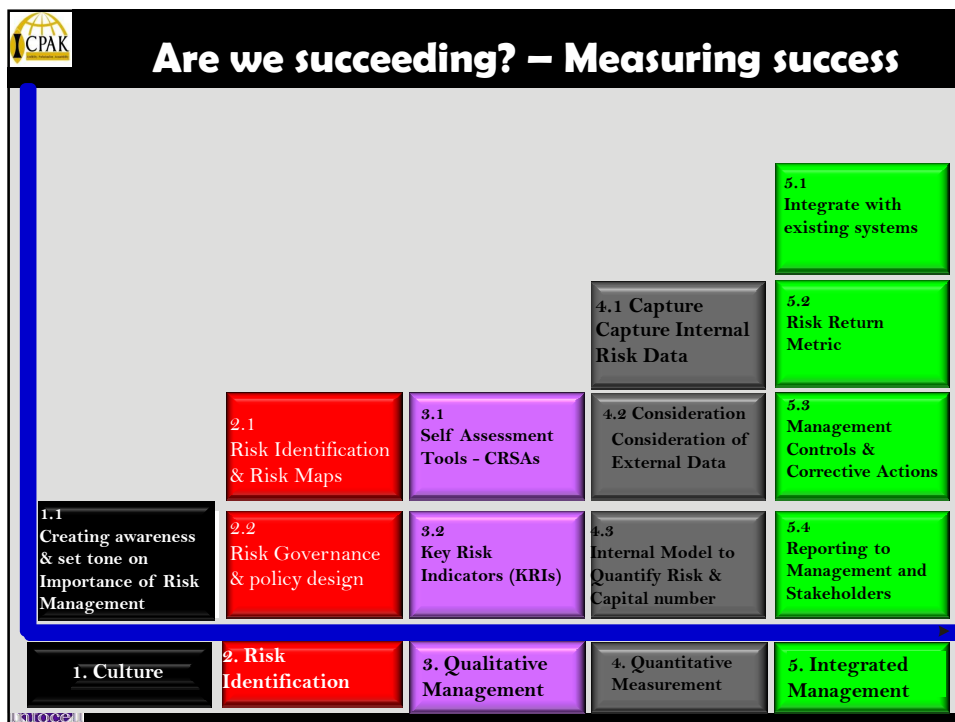 ICPAK
Are we succeeding? – Measuring success
5.1
Integrate with
existing systems
4.1 Capture
Capture Internal
Risk Data
5.2
Risk Return
Metric
2.1
Risk Identification
& Risk Maps
3.1
Self Assessment
Tools - CRSAs
4.2 Consideration
Consideration of
External Data
5.3
Management
Controls &
Corrective Actions
1.1
Creating awareness
& set tone on
Importance of Risk
Management
2.2
Risk Governance
& policy design
3.2
Key Risk
Indicators (KRIs)
4.3
Internal Model to
Quantify Risk &
Capital number
5.4
Reporting to
Management and
Stakeholders
1. Culture
2. Risk
Identification
3. Qualitative
Management
4. Quantitative
Measurement
5. Integrated
Management